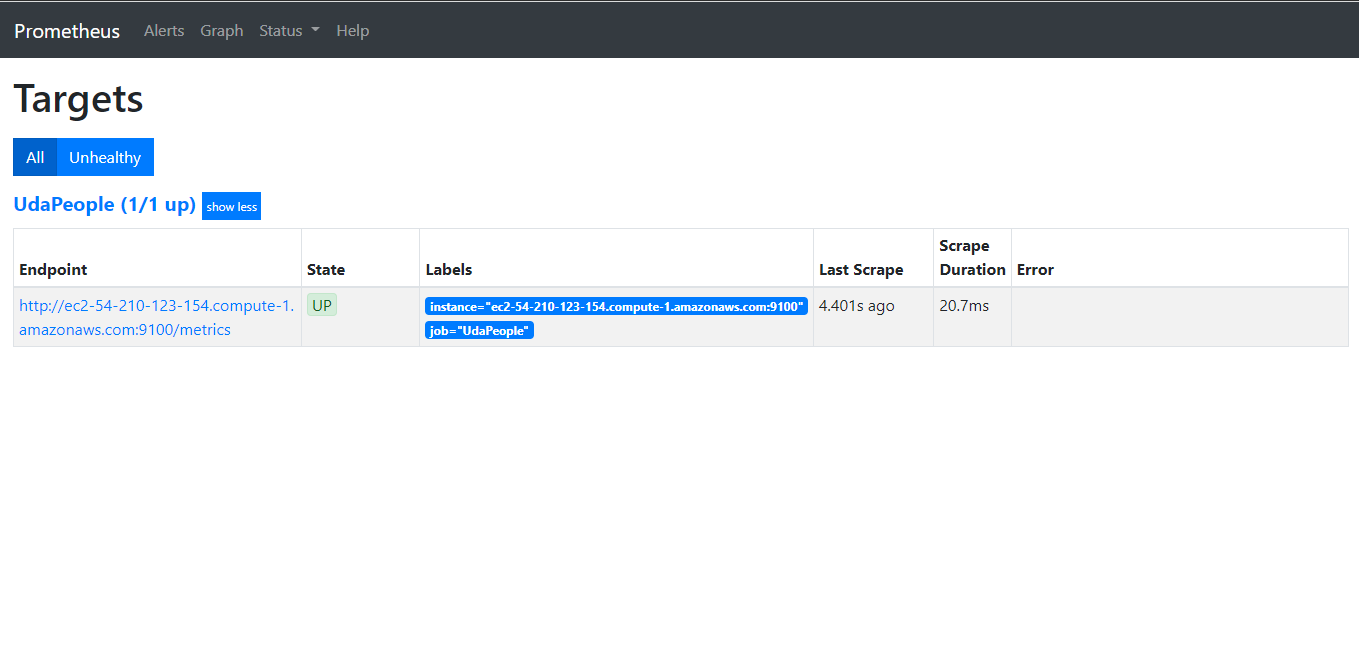 Prometheus Alerts Graph Status Help
Targets
All Unhealthy
UdaPeople (1/1 up) show less
Endpoint State Labels Last Scrape Scrape Duration Error
http://ec2-54-210-123-154.compute-1. UP instance="ec2-54-210-123-154.compute-1.amazonaws.com:9100" 4.401s ago 20.7ms
amazonaws.com:9100/metrics job="UdaPeople"